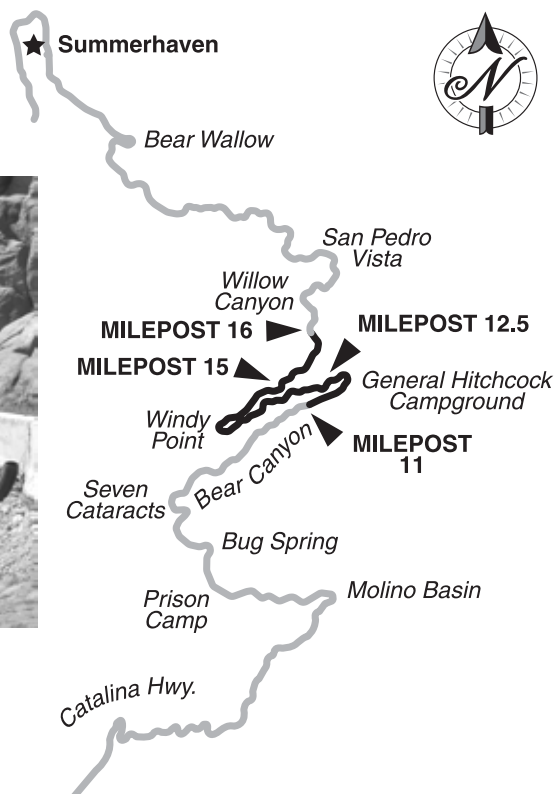 Summerhaven
N
Bear Wallow
San Pedro
Vista
Willow
Canyon
MILEPOST 16
MILEPOST 12.5
MILEPOST 15
General Hitchcock
Campground
Windy
Point
MILEPOST
11
Bear Canyon
Seven
Cataracts
Bug Spring
Molino Basin
Prison
Camp
Catalina Hwy.